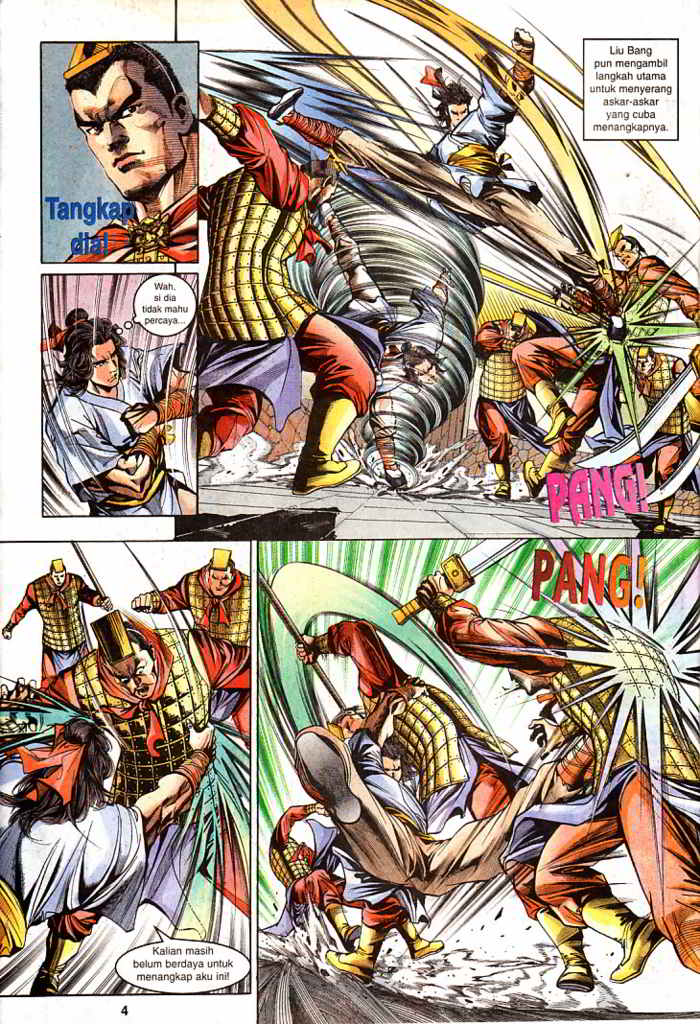 Tangkap
dia!
Liu Bang
pun mengambil
langkah utama
untuk menyerang
askar-askar
yang cuba
menangkapnya.
Wah,
si dia
tidak mahu
percaya...
PANG!
PANG!
Kalian masih
belum berdaya untuk
menangkap aku ini!
4